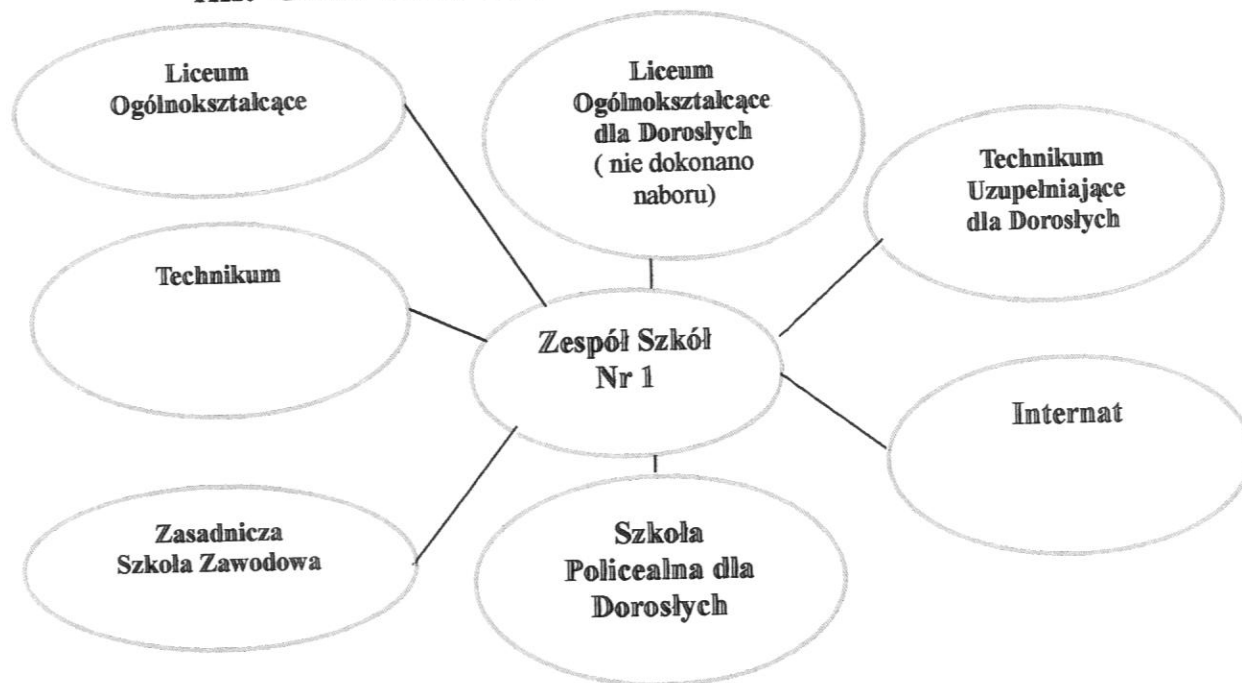 Liceum
Ogólnokształcące
Liceum
Ogólnokształcące
dla Dorosłych
( nie dokonano
naboru)
Technikum
Uzupełniające
dla Dorosłych
Technikum
Zespół Szkół
Nr 1
Internat
Zasadnicza
Szkoła Zawodowa
Szkoła
Policealna dla
Dorosłych